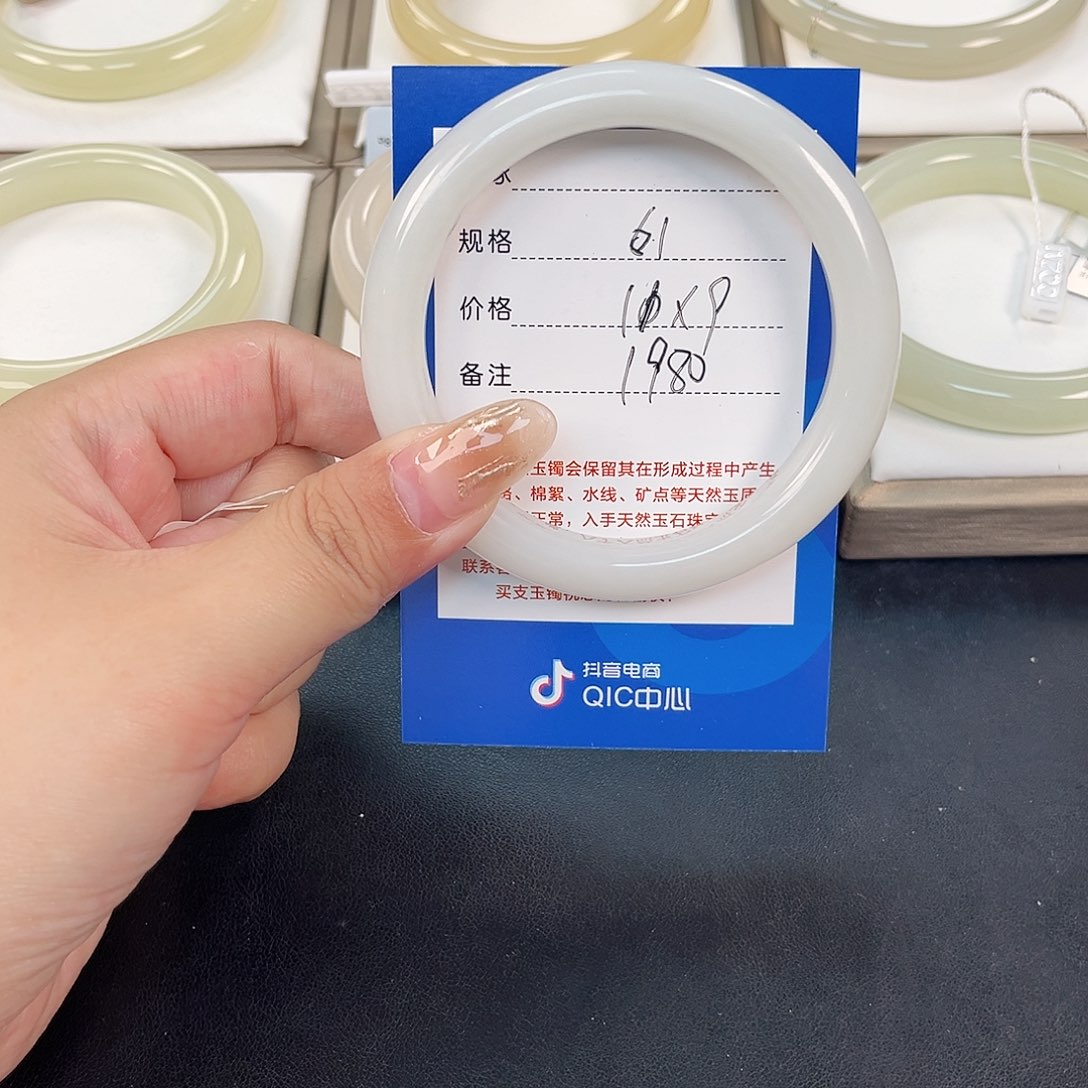 规格 61
价格 10x9
备注 1980
玉镯会保留其在形成过程中产生
、棉絮、水线、矿点等天然玉质
正常，入手天然玉石珠宝
联系
买支玉镯
抖音电商
QIC中心